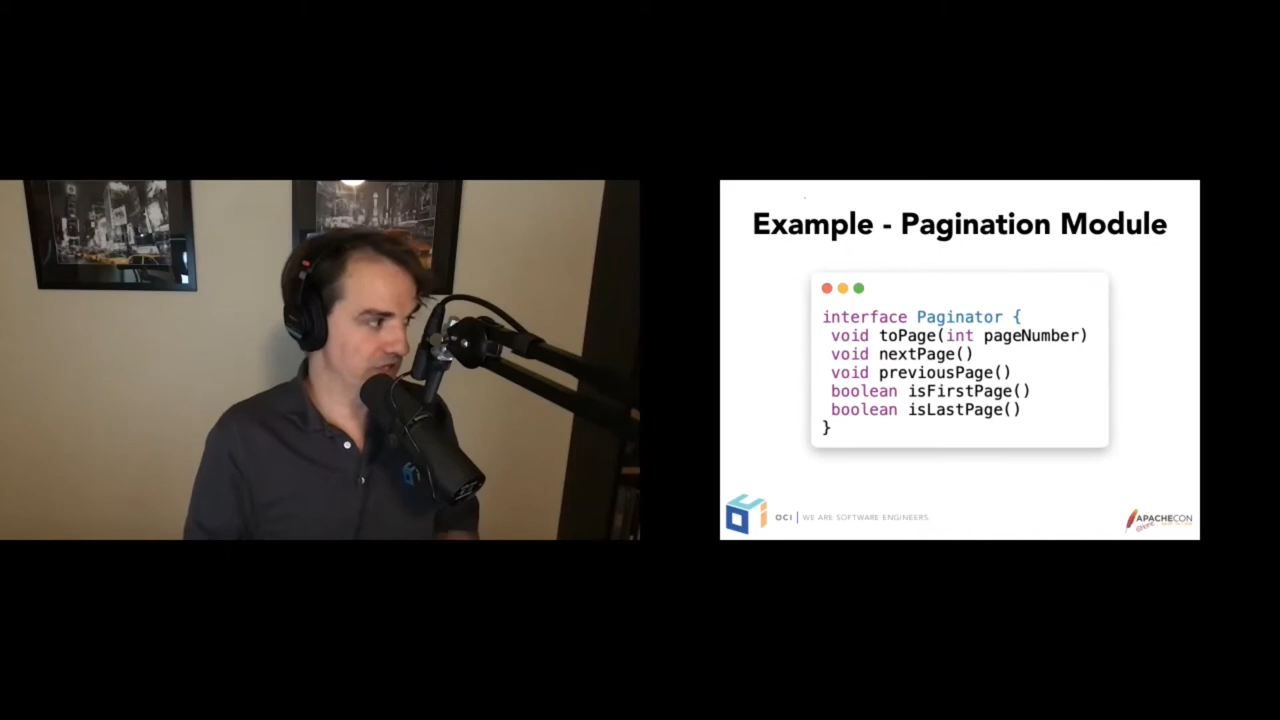 Example - Pagination Module
interface Paginator {
void toPage(int pageNumber)
void nextPage()
void previousPage()
boolean isFirstPage()
boolean isLastPage()
}
OCI | WE ARE SOFTWARE ENGINEERS.
APACHECON
@Home